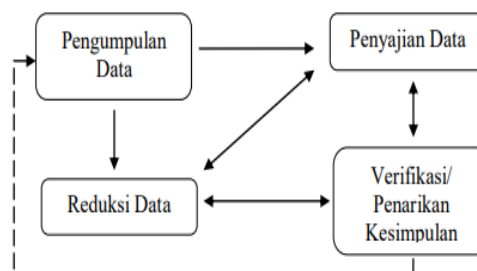 Pengumpulan
Data
Penyajian Data
Reduksi Data
Verifikasi/
Penarikan
Kesimpulan